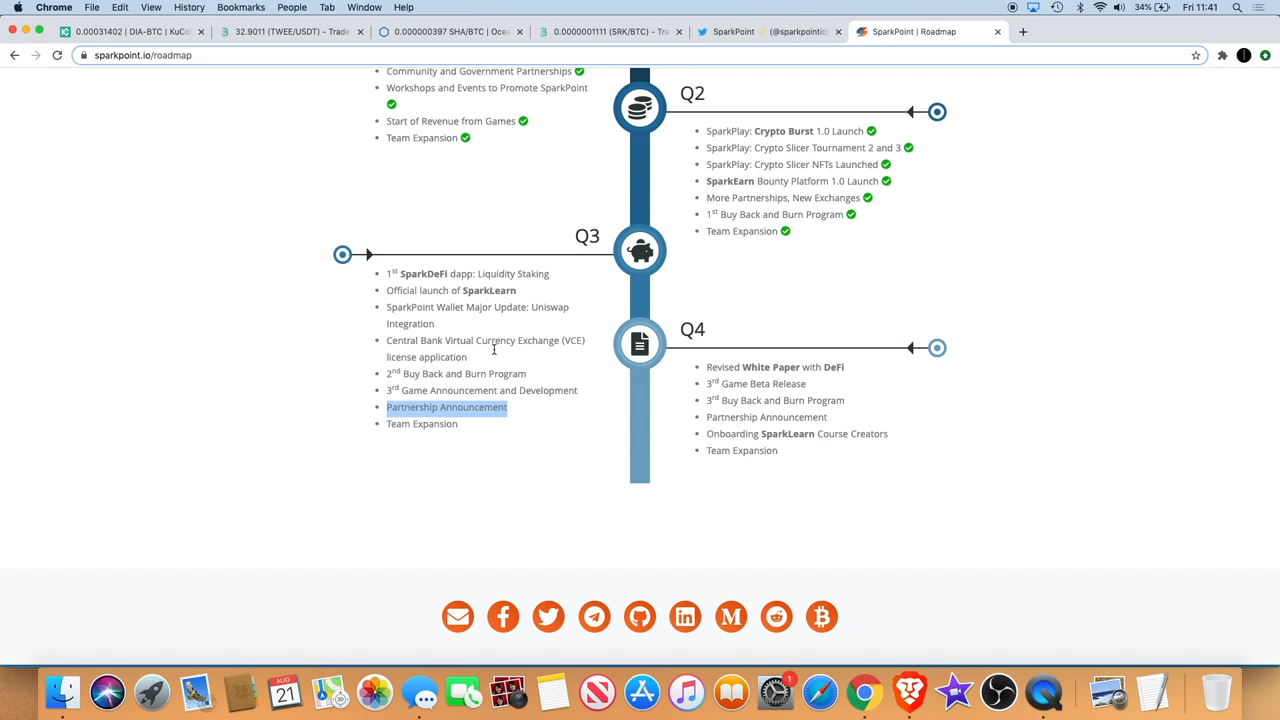 Chrome File Edit View History Bookmarks People Tab Window Help 34% Fri 11:41
0.00031402 | DIA-BTC | KuCo 32.9011 (TWEE/USDT) - Trade 0.000000397 SHA/BTC | Ocea 0.0000001111 (SRK/BTC) - Tra SparkPoint (@sparkpointio) SparkPoint | Roadmap
sparkpoint.io/roadmap
Community and Government Partnerships
Workshops and Events to Promote SparkPoint
Start of Revenue from Games
Team Expansion
Q2
SparkPlay: Crypto Burst 1.0 Launch
SparkPlay: Crypto Slicer Tournament 2 and 3
SparkPlay: Crypto Slicer NFTs Launched
SparkEarn Bounty Platform 1.0 Launch
More Partnerships, New Exchanges
1st Buy Back and Burn Program
Team Expansion
Q3
1st SparkDeFi dapp: Liquidity Staking
Official launch of SparkLearn
SparkPoint Wallet Major Update: Uniswap
Integration
Central Bank Virtual Currency Exchange (VCE)
license application
2nd Buy Back and Burn Program
3rd Game Announcement and Development
Partnership Announcement
Team Expansion
Q4
Revised White Paper with DeFi
3rd Game Beta Release
3rd Buy Back and Burn Program
Partnership Announcement
Onboarding SparkLearn Course Creators
Team Expansion
AUG
21
1